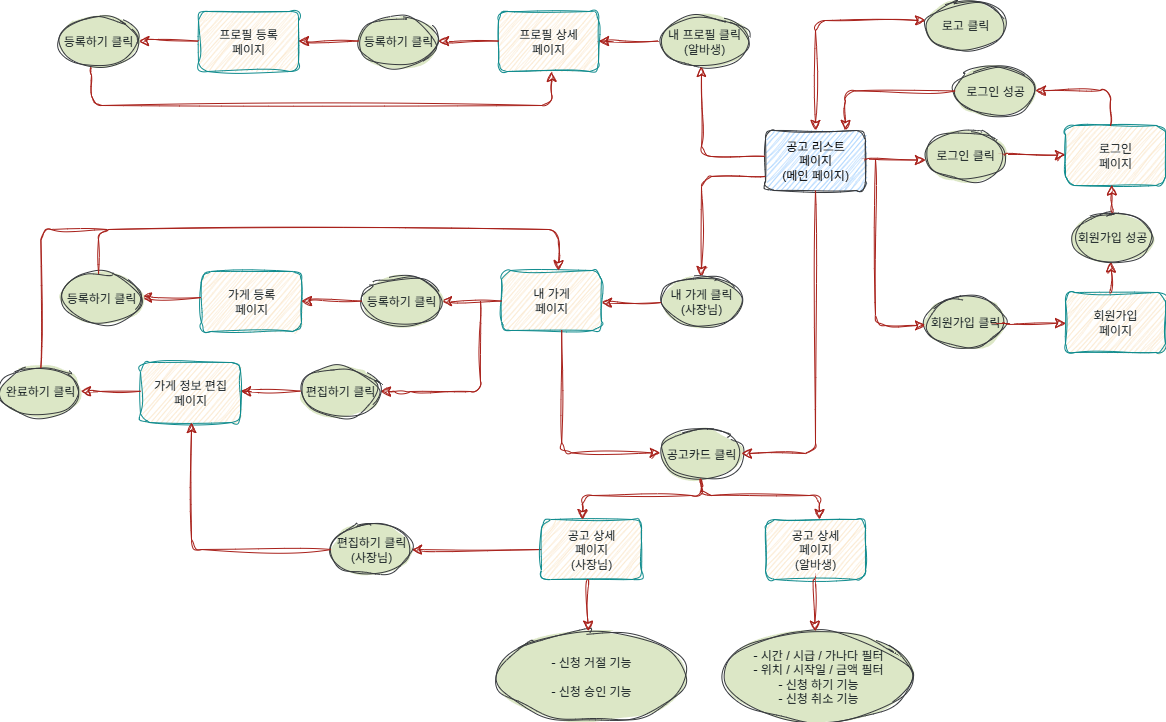 등록하기 클릭
프로필 등록
페이지
등록하기 클릭
프로필 상세
페이지
내 프로필 클릭
(알바생)
로고 클릭
로그인 성공
공고 리스트
페이지
(메인 페이지)
로그인 클릭
로그인
페이지
회원가입 성공
등록하기 클릭
가게 등록
페이지
등록하기 클릭
내 가게
페이지
내 가게 클릭
(사장님)
회원가입 클릭
회원가입
페이지
완료하기 클릭
가게 정보 편집
페이지
편집하기 클릭
공고카드 클릭
편집하기 클릭
(사장님)
공고 상세
페이지
(사장님)
공고 상세
페이지
(알바생)
- 신청 거절 기능
- 신청 승인 기능
- 시간 / 시급 / 가나다 필터
- 위치 / 시작일 / 금액 필터
- 신청 하기 기능
- 신청 취소 기능